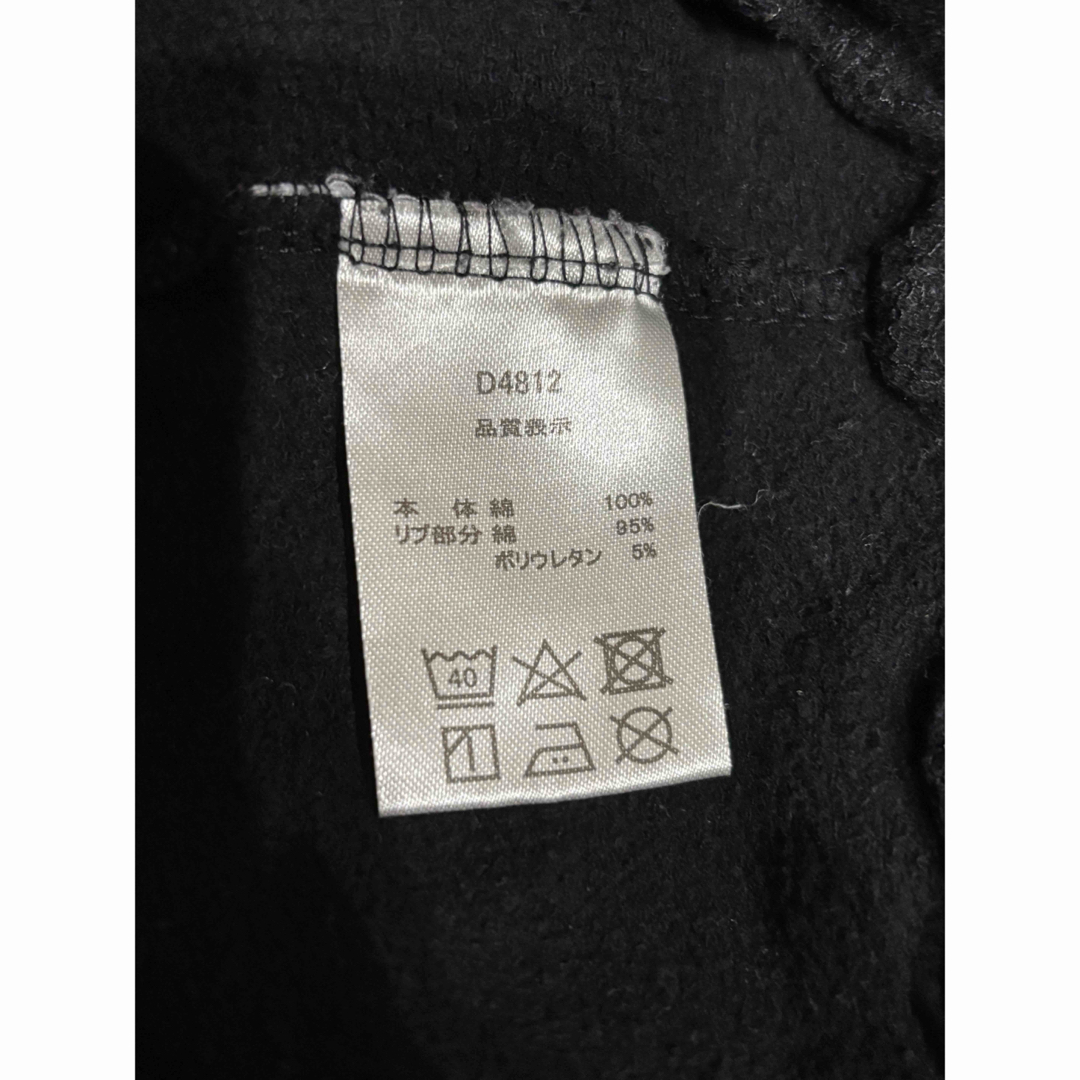 D4812
品質表示
本 体 綿 100%
リブ部分 綿 95%
ポリウレタン 5%
40